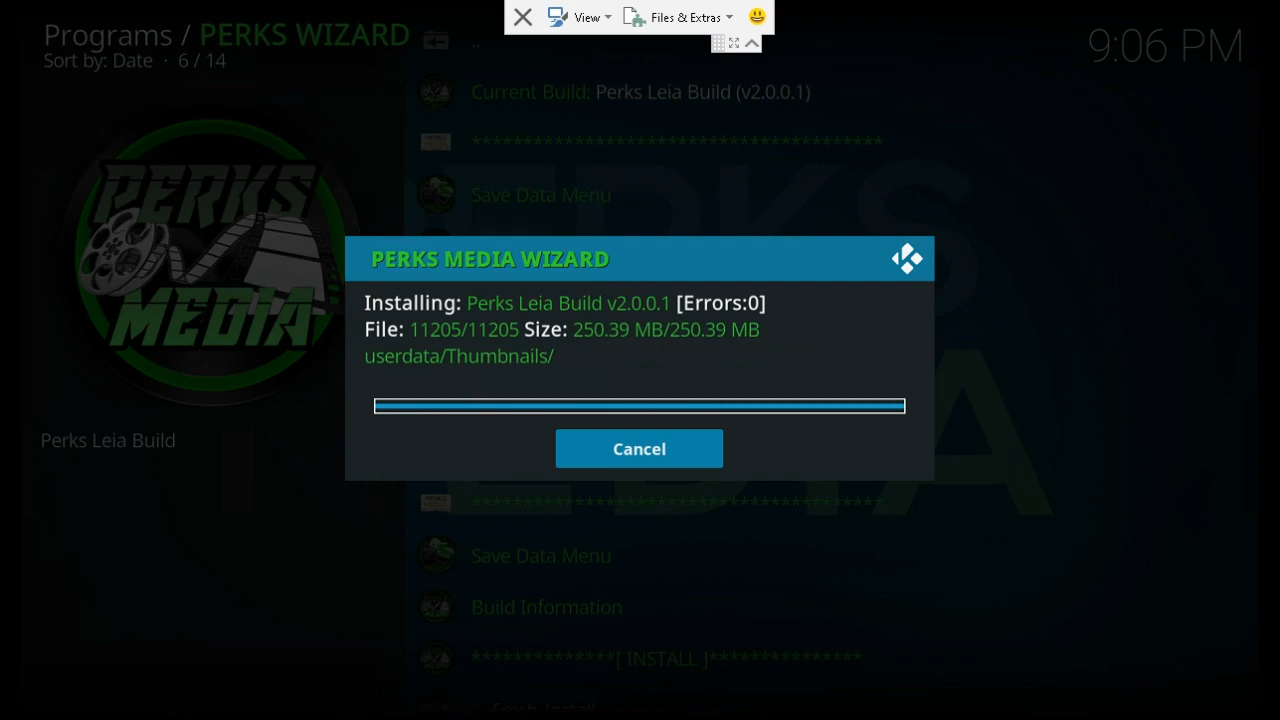 View
Files & Extras
Programs / PERKS WIZARD
Sort by: Date · 6 / 14
..
9:06 PM
Current Build: Perks Leia Build (v2.0.0.1)
***************************************
Save Data Menu
PERKS
MEDIA
PERKS MEDIA WIZARD
Installing: Perks Leia Build v2.0.0.1 [Errors:0]
File: 11205/11205 Size: 250.39 MB/250.39 MB
userdata/Thumbnails/
Cancel
Perks Leia Build
***************************************
Save Data Menu
Build Information
**************[ INSTALL ]***************
Fresh Install